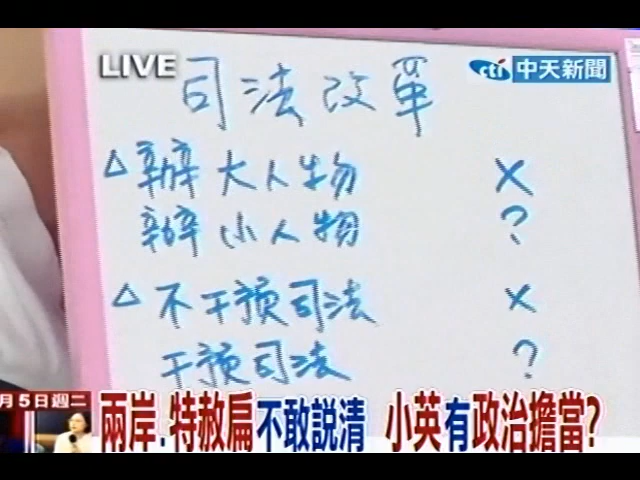 LIVE
cti 中天新聞
司法改革
△辦大人物 X
辦小人物 ?
△不干預司法 X
干預司法 ?
月5日週二
兩岸.特赦扁不敢說清 小英有政治擔當?